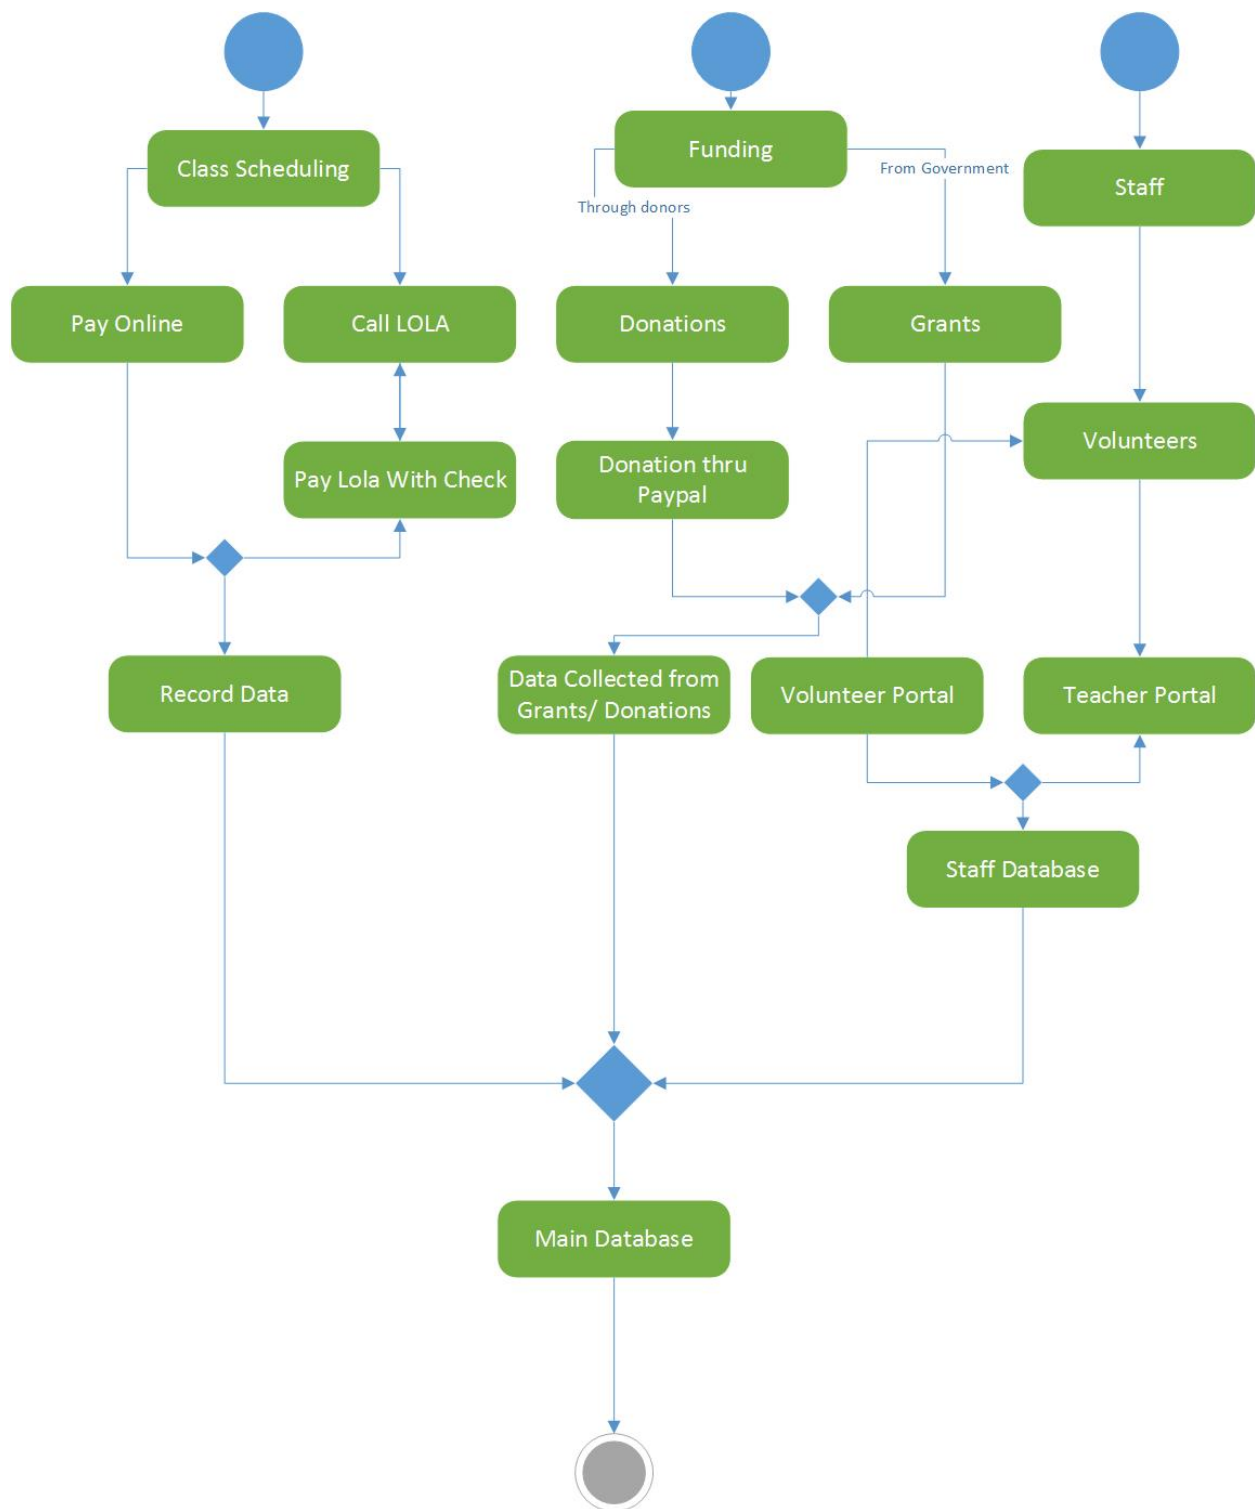 Class Scheduling
Funding
From Government
Staff
Through donors
Pay Online
Call LOLA
Donations
Grants
Volunteers
Pay Lola With Check
Donation thru
Paypal
Record Data
Data Collected from
Grants/ Donations
Volunteer Portal
Teacher Portal
Staff Database
Main Database